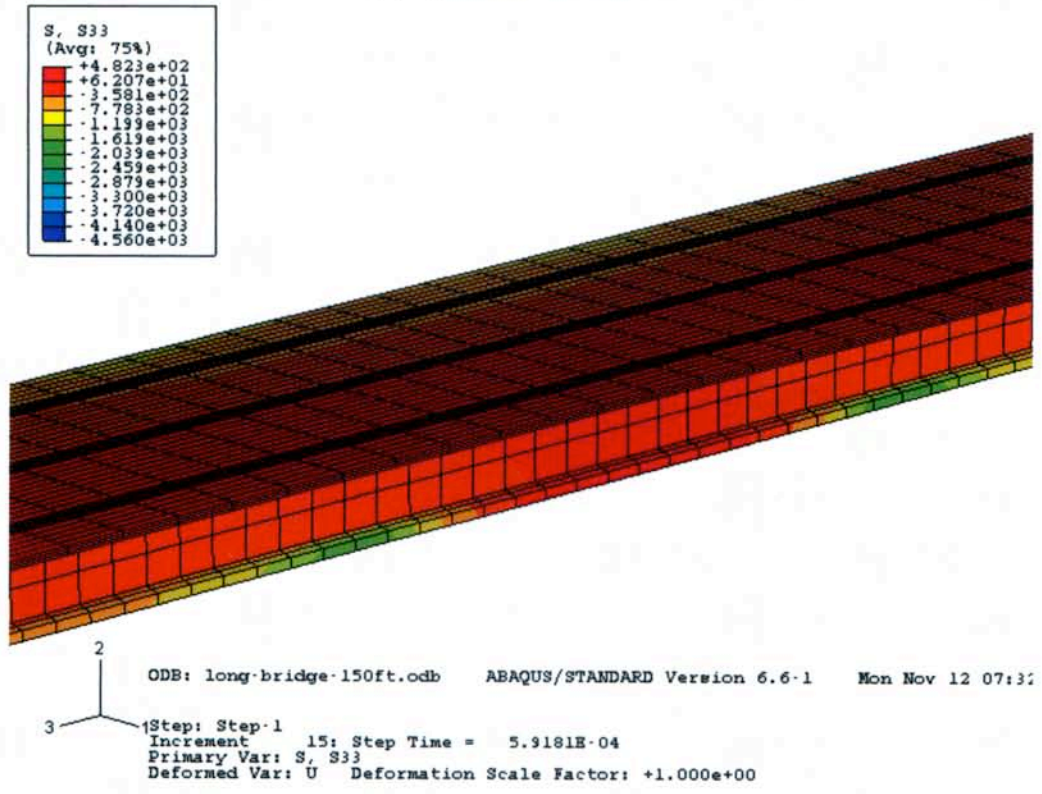 S, S33
(Avg: 75%)
+4.823e+02
+6.207e+01
-3.581e+02
-7.783e+02
-1.199e+03
-1.619e+03
-2.039e+03
-2.459e+03
-2.879e+03
-3.300e+03
-3.720e+03
-4.140e+03
-4.560e+03
2
3
1
ODB: long-bridge-150ft.odb ABAQUS/STANDARD Version 6.6-1 Mon Nov 12 07:32
Step: Step-1
Increment 15: Step Time = 5.9181E-04
Primary Var: S, S33
Deformed Var: U Deformation Scale Factor: +1.000e+00